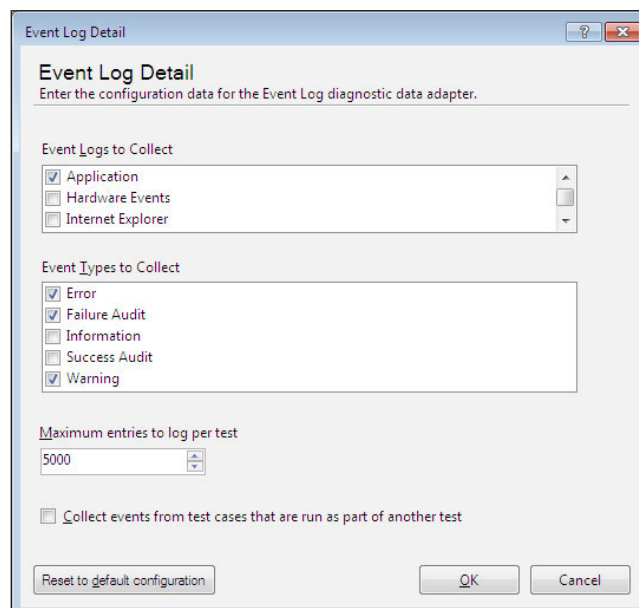 Event Log Detail
Event Log Detail
Enter the configuration data for the Event Log diagnostic data adapter.
Event Logs to Collect
Application
Hardware Events
Internet Explorer
Event Types to Collect
Error
Failure Audit
Information
Success Audit
Warning
Maximum entries to log per test
5000
Collect events from test cases that are run as part of another test
Reset to default configuration
OK
Cancel